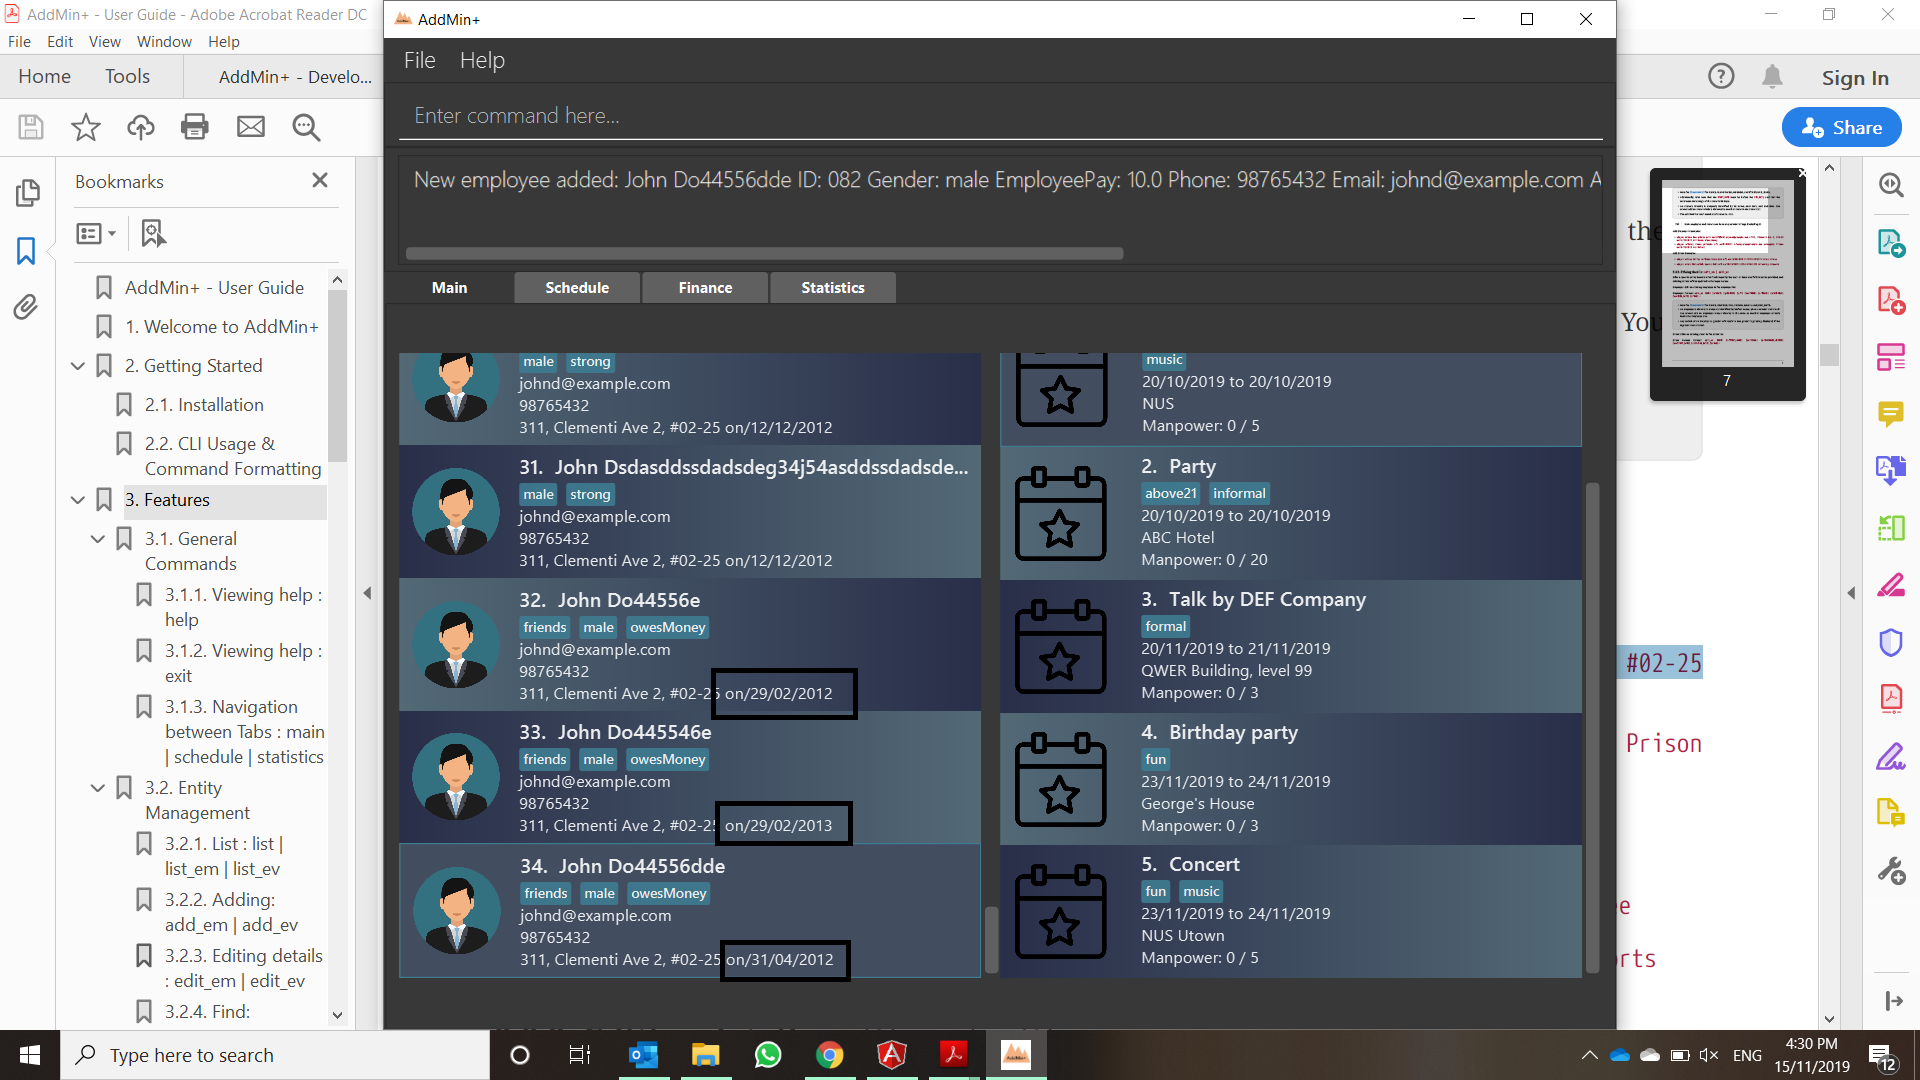 AddMin+ - User Guide - Adobe Acrobat Reader DC
File Edit View Window Help
Home Tools AddMin+ - Develo...
Sign In
Share
Bookmarks
AddMin+ - User Guide
1. Welcome to AddMin+
2. Getting Started
2.1. Installation
2.2. CLI Usage &
Command Formatting
3. Features
3.1. General
Commands
3.1.1. Viewing help :
help
3.1.2. Viewing help :
exit
3.1.3. Navigation
between Tabs : main
| schedule | statistics
3.2. Entity
Management
3.2.1. List : list |
list_em | list_ev
3.2.2. Adding:
add_em | add_ev
3.2.3. Editing details
: edit_em | edit_ev
3.2.4. Find:
AddMin+
File Help
Enter command here...
New employee added: John Do44556dde ID: 082 Gender: male EmployeePay: 10.0 Phone: 98765432 Email: johnd@example.com A
Main Schedule Finance Statistics
male strong
johnd@example.com
98765432
311, Clementi Ave 2, #02-25 on/12/12/2012
31. John Dsdasddssdadsdeg34j54asddssdadsde...
male strong
johnd@example.com
98765432
311, Clementi Ave 2, #02-25 on/12/12/2012
32. John Do44556e
friends male owesMoney
johnd@example.com
98765432
311, Clementi Ave 2, #02-25 on/29/02/2012
33. John Do445546e
friends male owesMoney
johnd@example.com
98765432
311, Clementi Ave 2, #02-25 on/29/02/2013
34. John Do44556dde
friends male owesMoney
johnd@example.com
98765432
311, Clementi Ave 2, #02-25 on/31/04/2012
music
20/10/2019 to 20/10/2019
NUS
Manpower: 0 / 5
2. Party
above21 informal
20/10/2019 to 20/10/2019
ABC Hotel
Manpower: 0 / 20
3. Talk by DEF Company
formal
20/11/2019 to 21/11/2019
QWER Building, level 99
Manpower: 0 / 3
4. Birthday party
fun
23/11/2019 to 24/11/2019
George's House
Manpower: 0 / 3
5. Concert
fun music
23/11/2019 to 24/11/2019
NUS Utown
Manpower: 0 / 5
the
You
7
#02-25
Prison
ee
orts
Type here to search
AddMin+
ENG
4:30 PM
15/11/2019
12